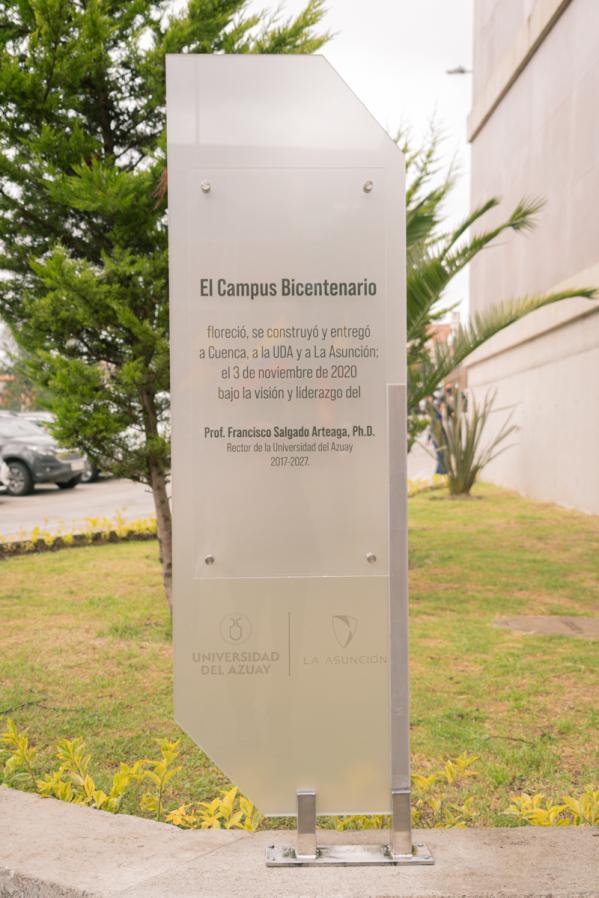 El Campus Bicentenario
floreció, se construyó y entregó
a Cuenca, a la UDA y a La Asunción;
el 3 de noviembre de 2020
bajo la visión y liderazgo del
Prof. Francisco Salgado Arteaga, Ph.D.
Rector de la Universidad del Azuay
2017-2027.
UNIVERSIDAD
DEL AZUAY
LA ASUNCIÓN